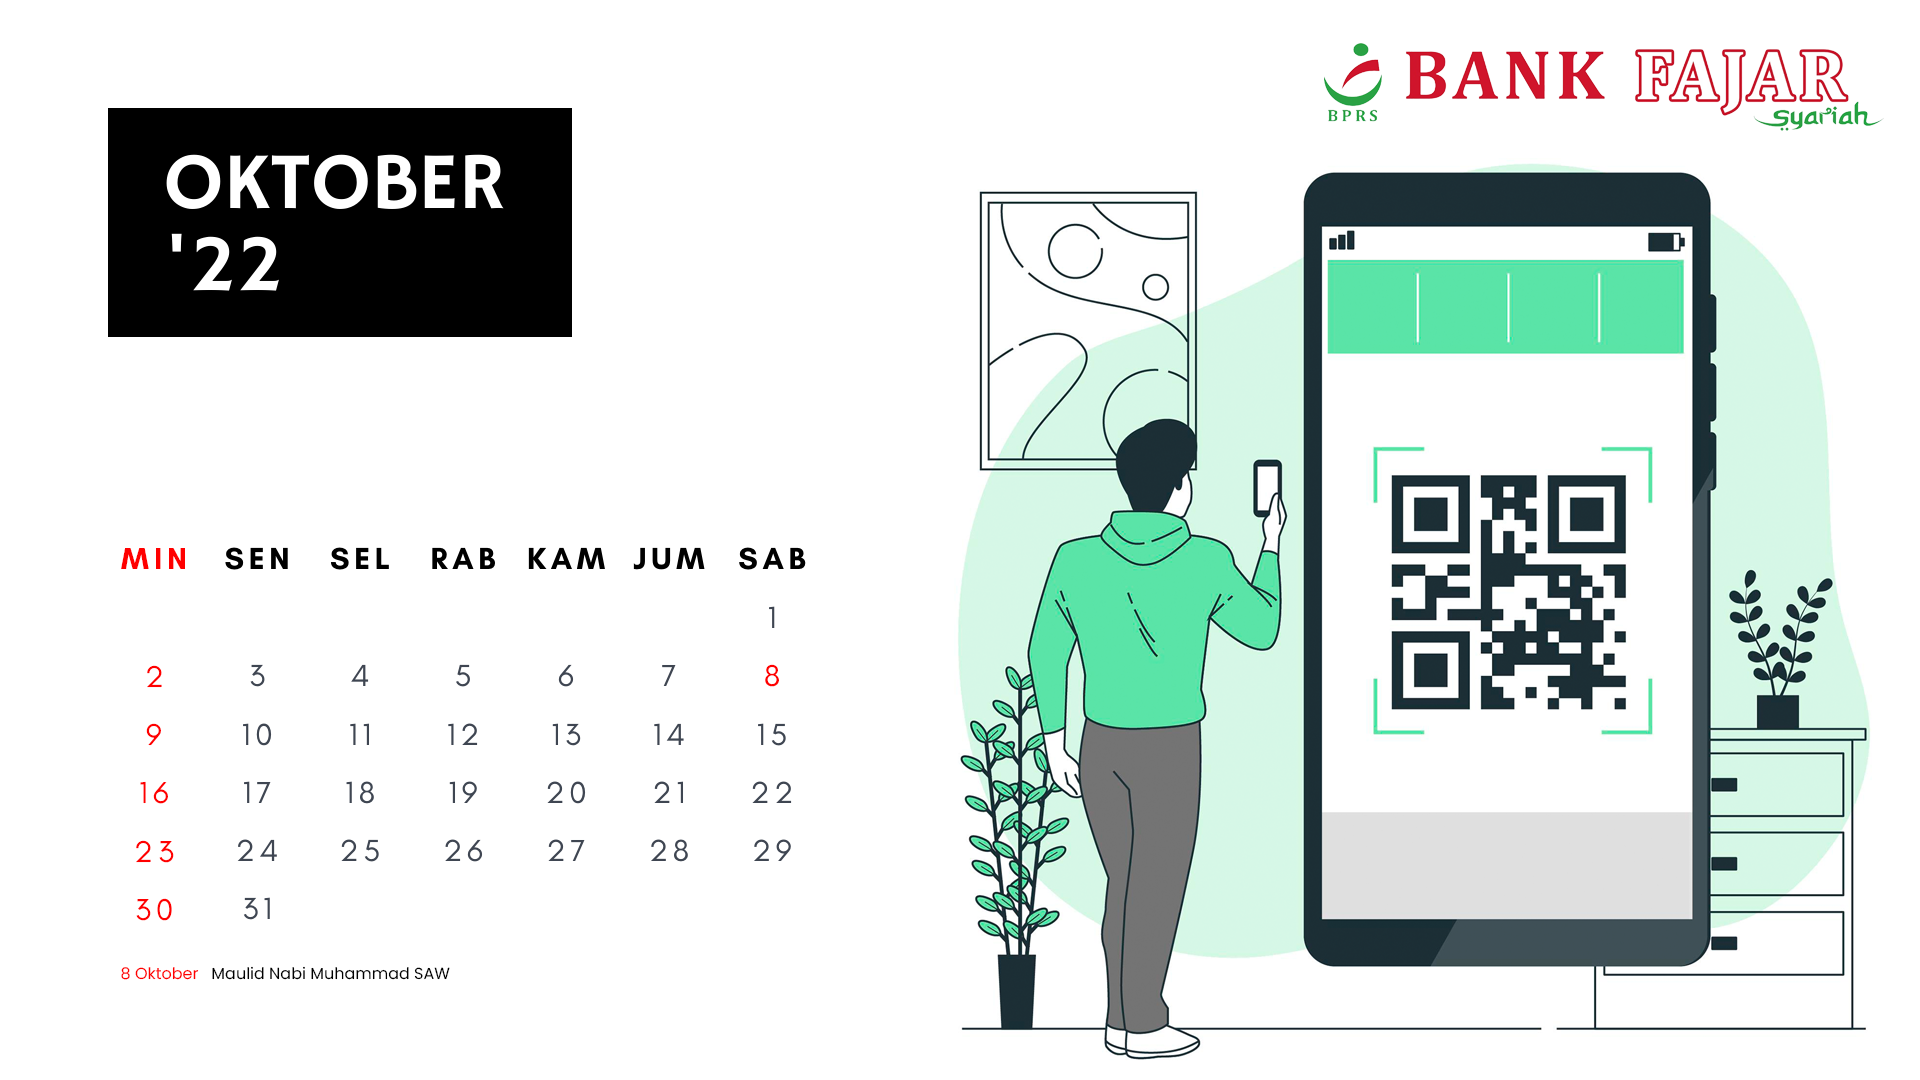 BPRS
BANK FAJAR
syariah
OKTOBER
'22
MIN SEN SEL RAB KAM JUM SAB
1
2 3 4 5 6 7 8
9 10 11 12 13 14 15
16 17 18 19 20 21 22
23 24 25 26 27 28 29
30 31
8 Oktober Maulid Nabi Muhammad SAW